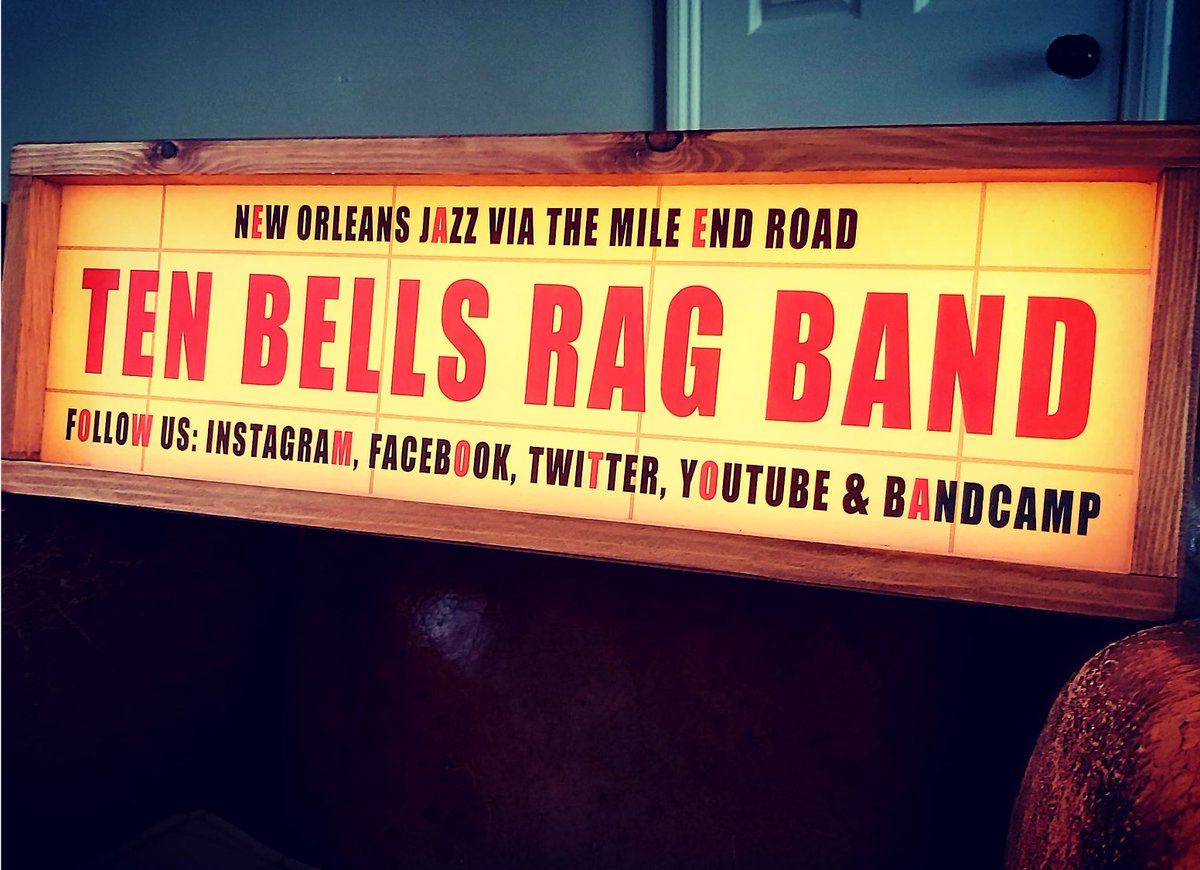 NEW ORLEANS JAZZ VIA THE MILE END ROAD
TEN BELLS RAG BAND
FOLLOW US: INSTAGRAM, FACEBOOK, TWITTER, YOUTUBE & BANDCAMP